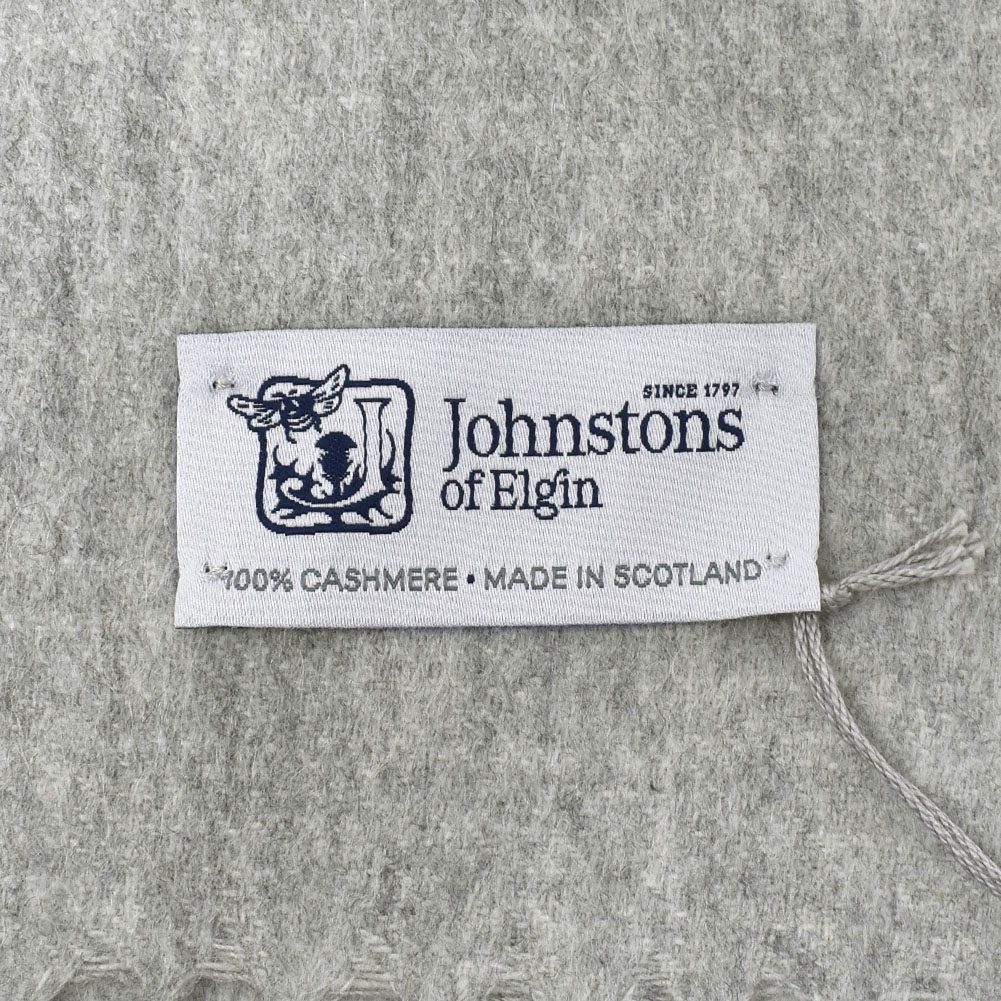 SINCE 1797
Johnstons
of Elgin
100% CASHMERE • MADE IN SCOTLAND